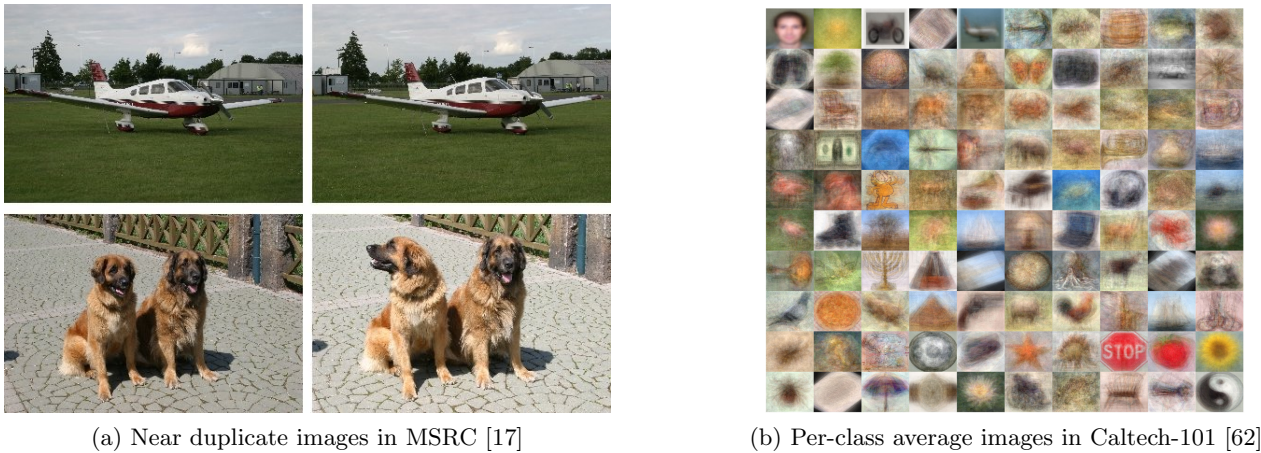 STOP
(a) Near duplicate images in MSRC [17]
(b) Per-class average images in Caltech-101 [62]